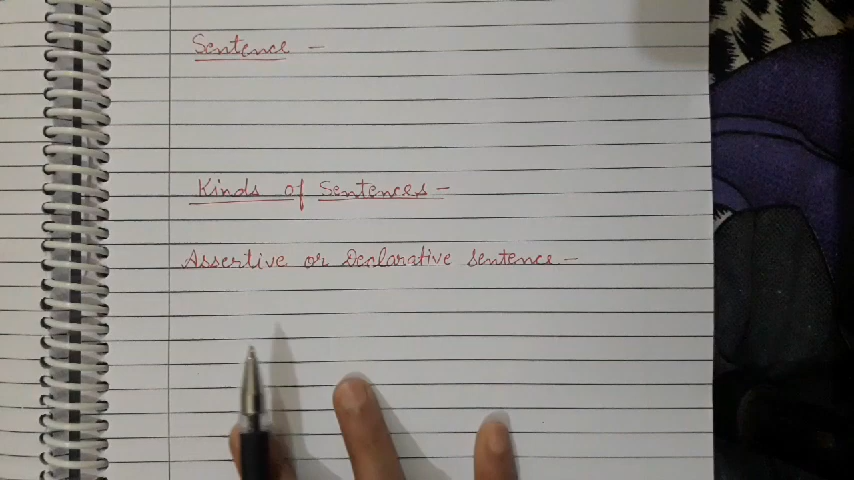 Sentence -
Kinds of Sentences -
Assertive or Declarative Sentence -